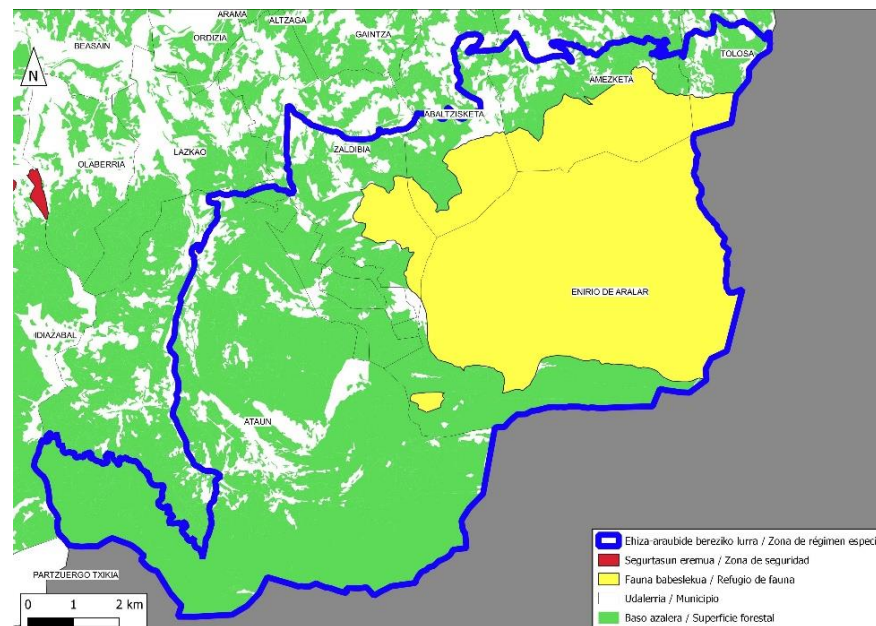 ARAMA
ALTZAGA
GAINTZA
ORDIZIA
BEASAIN
TOLOSA
N
AMEZKETA
ABALTZISKETA
ZALDIBIA
LAZKAO
OLABERRIA
ENIRIO DE ARALAR
IDIAZABAL
ATAUN
PARTZUERGO TXIKIA
0 1 2 km
Ehiza-araubide bereziko lurra / Zona de régimen especi
Segurtasun eremua / Zona de seguridad
Fauna babeslekua / Refugio de fauna
Udalerria / Municipio
Baso azalera / Superficie forestal